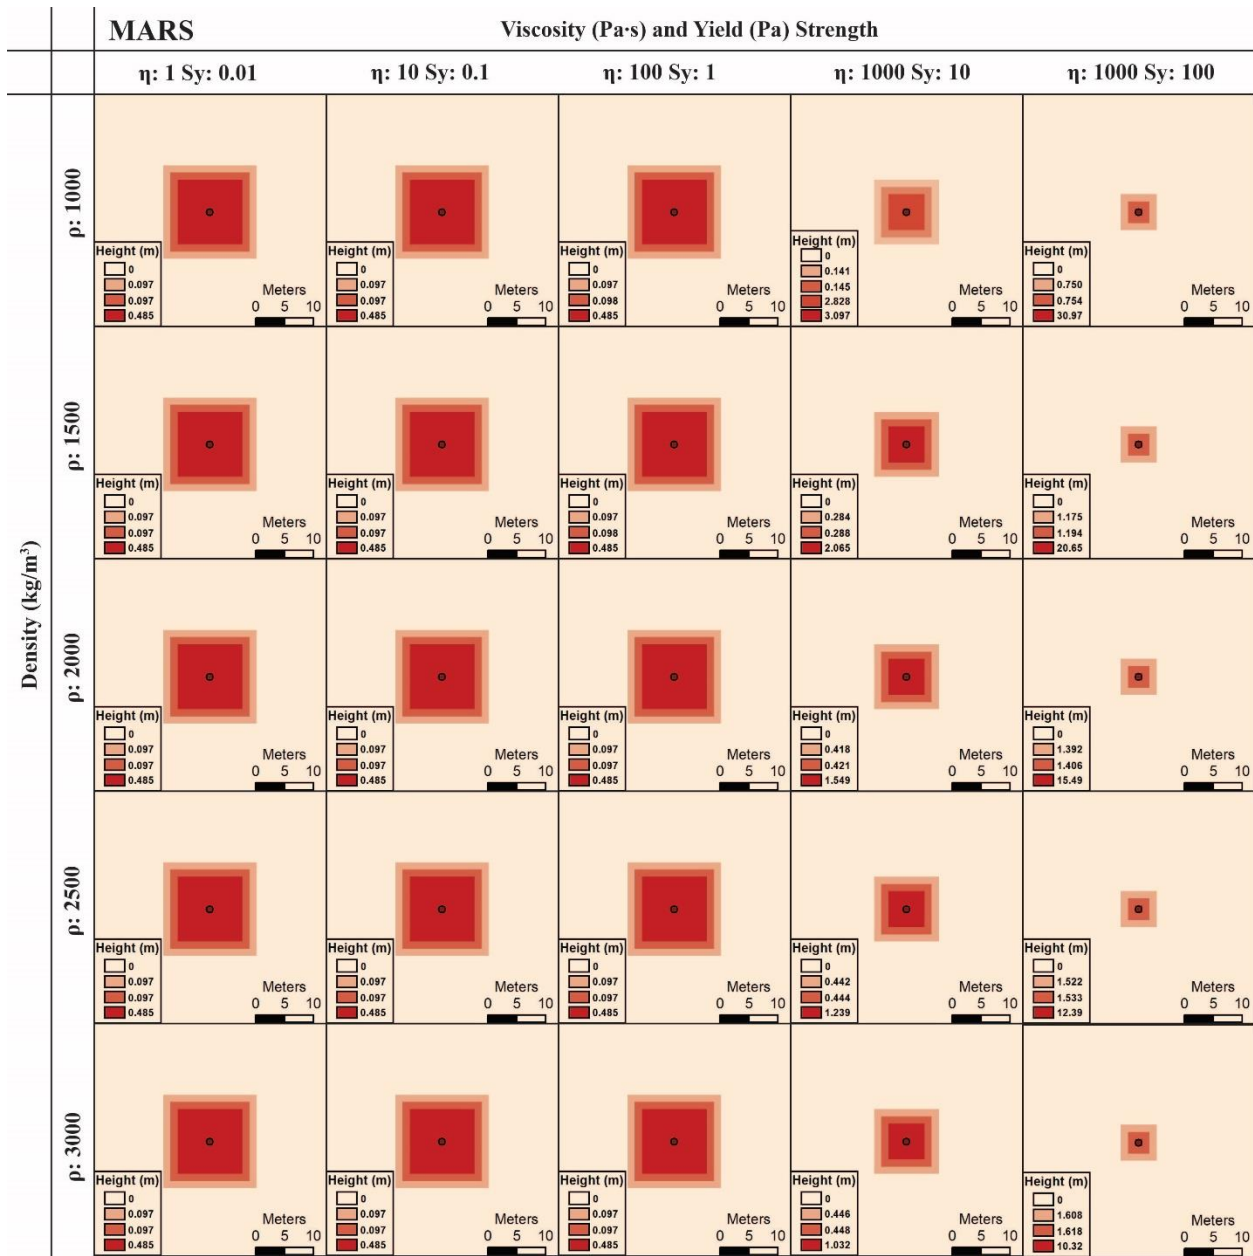 MARS
Viscosity (Pa·s) and Yield (Pa) Strength
η: 1 Sy: 0.01
η: 10 Sy: 0.1
η: 100 Sy: 1
η: 1000 Sy: 10
η: 1000 Sy: 100
Density (kg/m³)
ρ: 1000
Height (m)
0
0.097
0.097
0.485
Meters
0 5 10
Height (m)
0
0.097
0.097
0.485
Meters
0 5 10
Height (m)
0
0.097
0.098
0.485
Meters
0 5 10
Height (m)
0
0.141
0.145
2.828
3.097
Meters
0 5 10
Height (m)
0
0.750
0.754
30.97
Meters
0 5 10
ρ: 1500
Height (m)
0
0.097
0.097
0.485
Meters
0 5 10
Height (m)
0
0.097
0.097
0.485
Meters
0 5 10
Height (m)
0
0.097
0.098
0.485
Meters
0 5 10
Height (m)
0
0.284
0.288
2.065
Meters
0 5 10
Height (m)
0
1.175
1.194
20.65
Meters
0 5 10
ρ: 2000
Height (m)
0
0.097
0.097
0.485
Meters
0 5 10
Height (m)
0
0.097
0.097
0.485
Meters
0 5 10
Height (m)
0
0.097
0.097
0.485
Meters
0 5 10
Height (m)
0
0.418
0.421
1.549
Meters
0 5 10
Height (m)
0
1.392
1.406
15.49
Meters
0 5 10
ρ: 2500
Height (m)
0
0.097
0.097
0.485
Meters
0 5 10
Height (m)
0
0.097
0.097
0.485
Meters
0 5 10
Height (m)
0
0.097
0.097
0.485
Meters
0 5 10
Height (m)
0
0.442
0.444
1.239
Meters
0 5 10
Height (m)
0
1.522
1.533
12.39
Meters
0 5 10
ρ: 3000
Height (m)
0
0.097
0.097
0.485
Meters
0 5 10
Height (m)
0
0.097
0.097
0.485
Meters
0 5 10
Height (m)
0
0.097
0.097
0.485
Meters
0 5 10
Height (m)
0
0.446
0.448
1.032
Meters
0 5 10
Height (m)
0
1.608
1.618
10.32
Meters
0 5 10